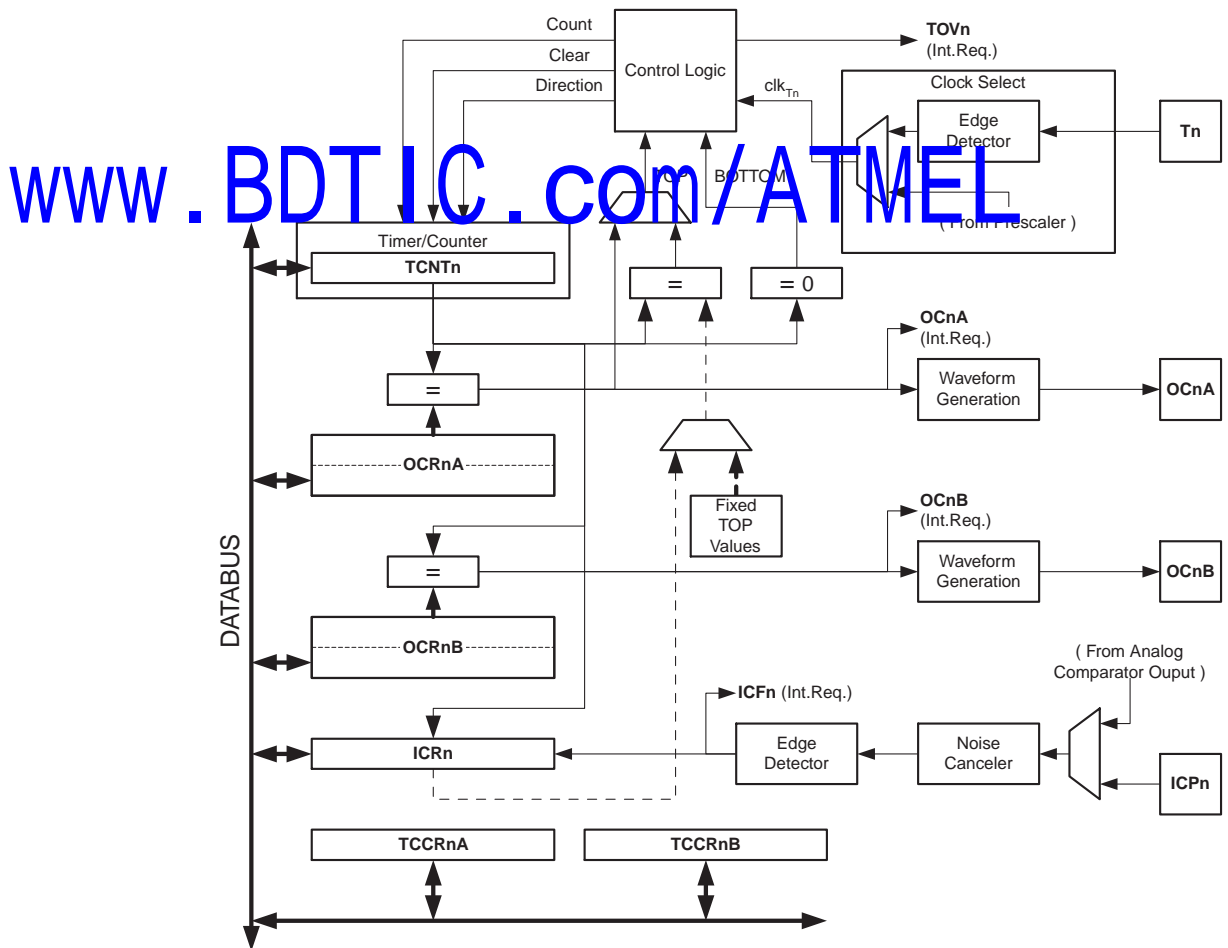 Count
Clear
Direction
Control Logic
TOVn
(Int.Req.)
clkTn
Clock Select
Edge
Detector
Tn
TOP
BOTTOM
( From Prescaler )
www.BDTIC.com/ATMEL
Timer/Counter
TCNTn
=
= 0
OCnA
(Int.Req.)
=
Waveform
Generation
OCnA
OCRnA
Fixed
TOP
Values
OCnB
(Int.Req.)
=
Waveform
Generation
OCnB
DATABUS
OCRnB
( From Analog
Comparator Ouput )
ICFn (Int.Req.)
ICRn
Edge
Detector
Noise
Canceler
ICPn
TCCRnA
TCCRnB